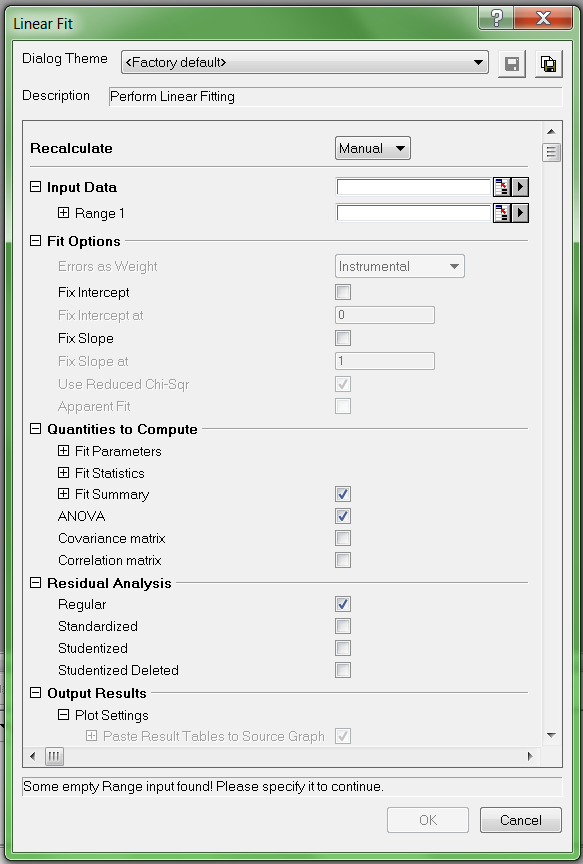 Linear Fit
Dialog Theme <Factory default>
Description Perform Linear Fitting
Recalculate Manual
Input Data
Range 1
Fit Options
Errors as Weight Instrumental
Fix Intercept
Fix Intercept at 0
Fix Slope
Fix Slope at 1
Use Reduced Chi-Sqr
Apparent Fit
Quantities to Compute
Fit Parameters
Fit Statistics
Fit Summary
ANOVA
Covariance matrix
Correlation matrix
Residual Analysis
Regular
Standardized
Studentized
Studentized Deleted
Output Results
Plot Settings
Paste Result Tables to Source Graph
Some empty Range input found! Please specify it to continue.
OK Cancel